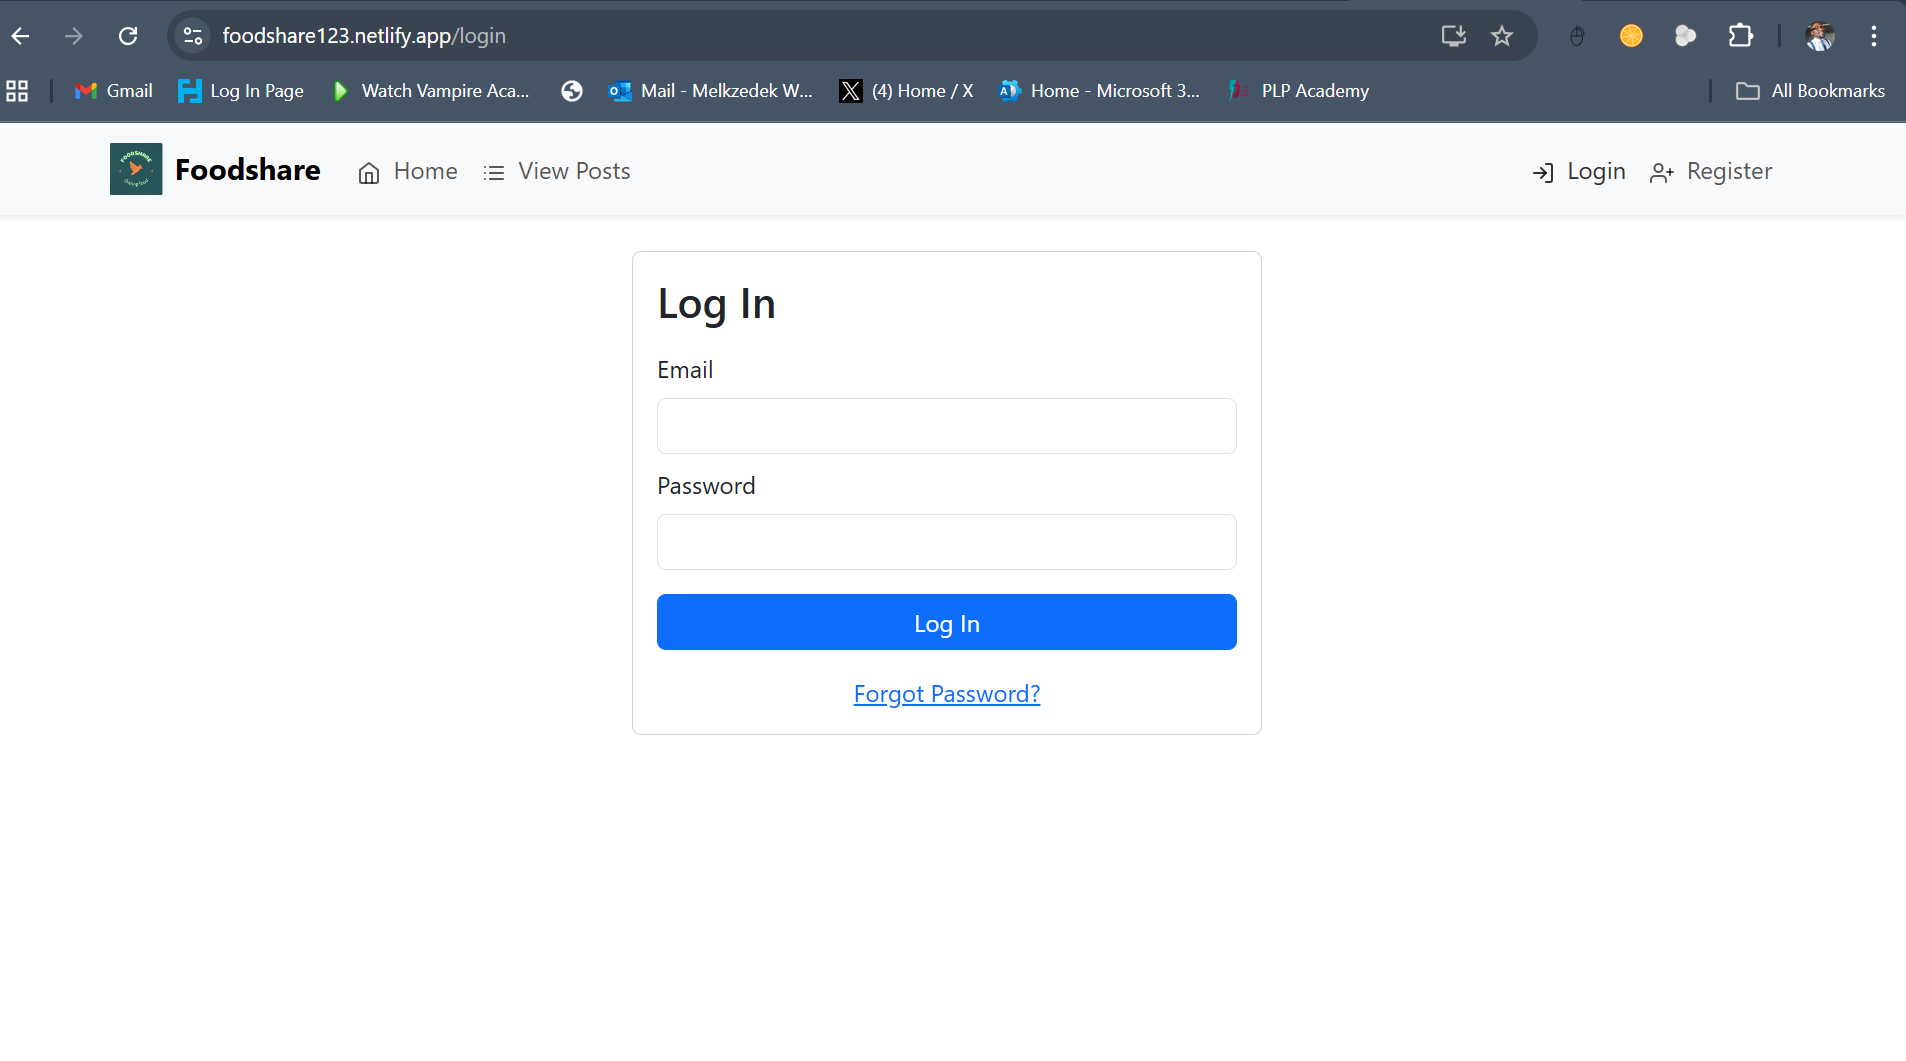 foodshare123.netlify.app/login
Gmail
Log In Page
Watch Vampire Aca...
Mail - Melkzedek W...
(4) Home / X
Home - Microsoft 3...
PLP Academy
All Bookmarks
FOODSHARE
Foodshare
Home
View Posts
Login
Register
Log In
Email
Password
Log In
Forgot Password?